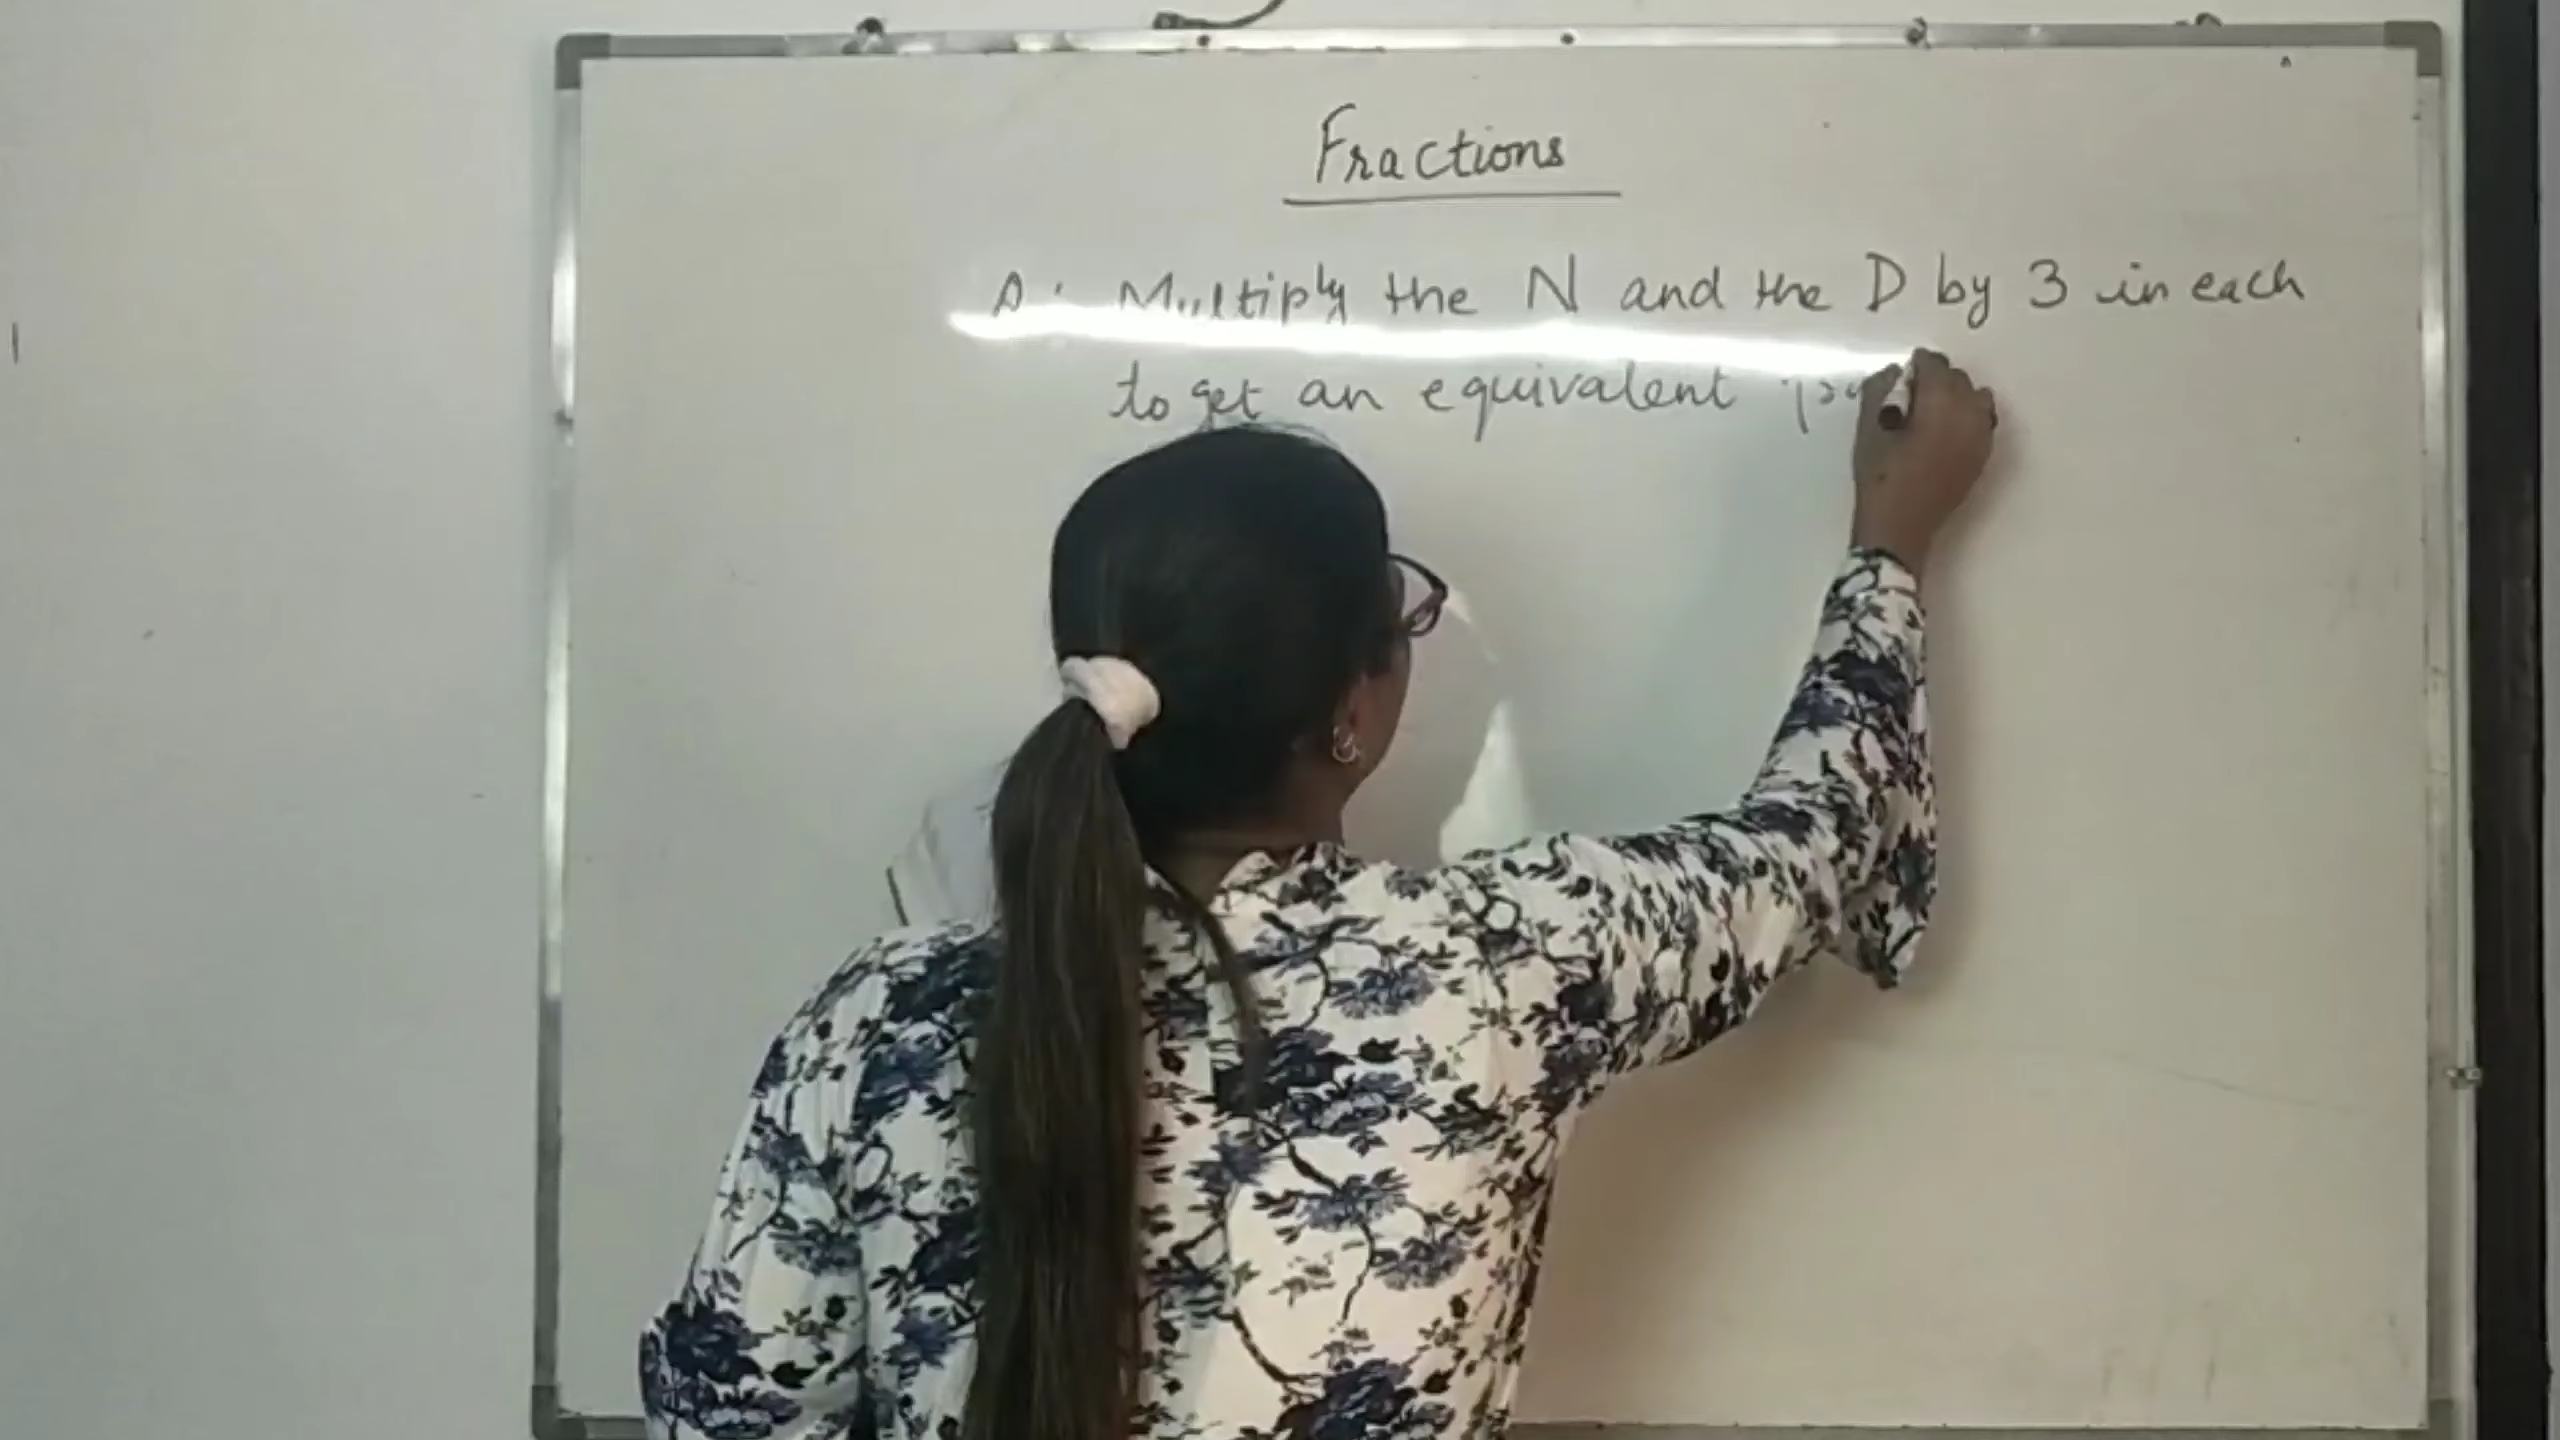 Fractions
A. Multiply the N and the D by 3 in each
to get an equivalent